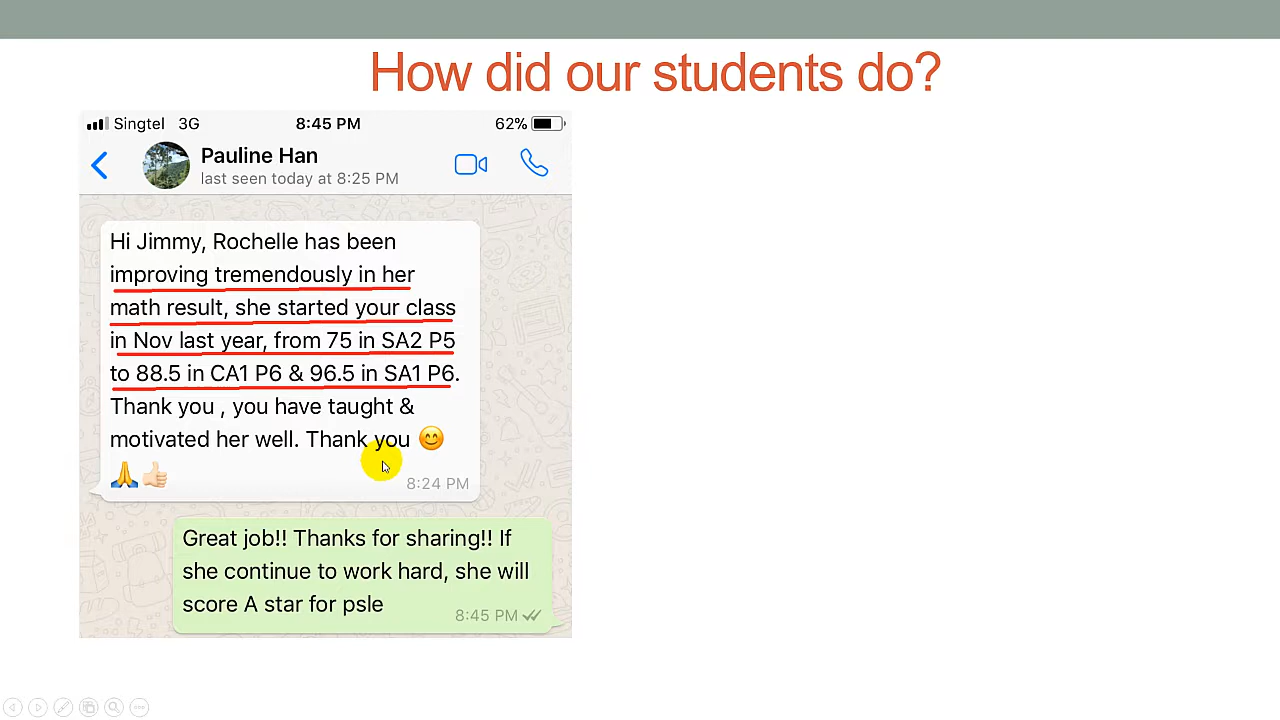 How did our students do?
Singtel 3G 8:45 PM 62%
Pauline Han
last seen today at 8:25 PM
Hi Jimmy, Rochelle has been
improving tremendously in her
math result, she started your class
in Nov last year, from 75 in SA2 P5
to 88.5 in CA1 P6 & 96.5 in SA1 P6.
Thank you , you have taught &
motivated her well. Thank you 😊
🙏🏻👍🏻
8:24 PM
Great job!! Thanks for sharing!! If
she continue to work hard, she will
score A star for psle
8:45 PM